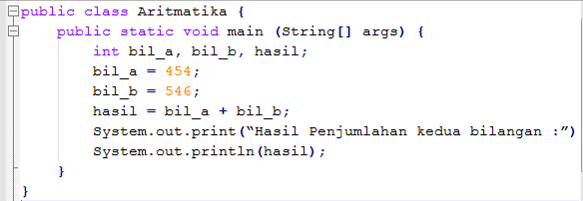 public class Aritmatika {
public static void main (String[] args) {
int bil_a, bil_b, hasil;
bil_a = 454;
bil_b = 546;
hasil = bil_a + bil_b;
System.out.print(“Hasil Penjumlahan kedua bilangan :”)
System.out.println(hasil);
}
}